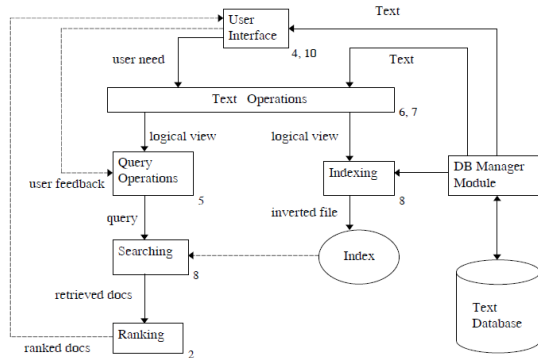 Text
User
Interface
4, 10
user need
Text
Text Operations
6, 7
logical view
logical view
Query
Operations
5
user feedback
Indexing
8
DB Manager
Module
query
inverted file
Searching
8
Index
retrieved docs
Text
Database
Ranking
2
ranked docs